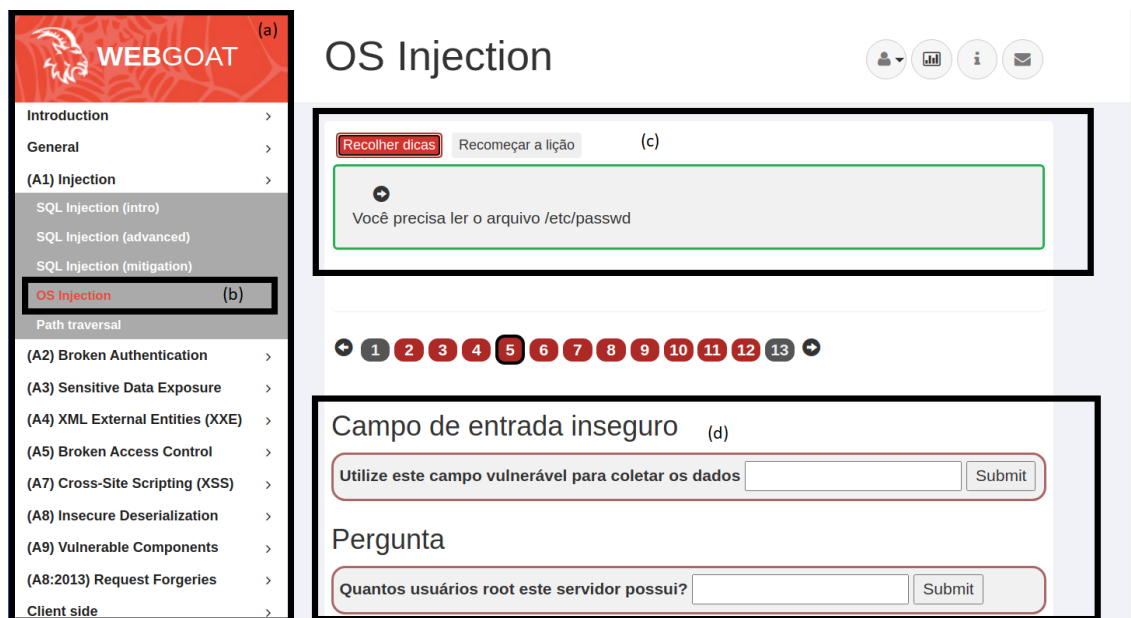 WEBGOAT
(a)
Introduction
General
(A1) Injection
SQL Injection (intro)
SQL Injection (advanced)
SQL Injection (mitigation)
OS Injection
(b)
Path traversal
(A2) Broken Authentication
(A3) Sensitive Data Exposure
(A4) XML External Entities (XXE)
(A5) Broken Access Control
(A7) Cross-Site Scripting (XSS)
(A8) Insecure Deserialization
(A9) Vulnerable Components
(A8:2013) Request Forgeries
Client side
OS Injection
Recolher dicas Recomeçar a lição
(c)
Você precisa ler o arquivo /etc/passwd
1 2 3 4 5 6 7 8 9 10 11 12 13
Campo de entrada inseguro
(d)
Utilize este campo vulnerável para coletar os dados Submit
Pergunta
Quantos usuários root este servidor possui? Submit